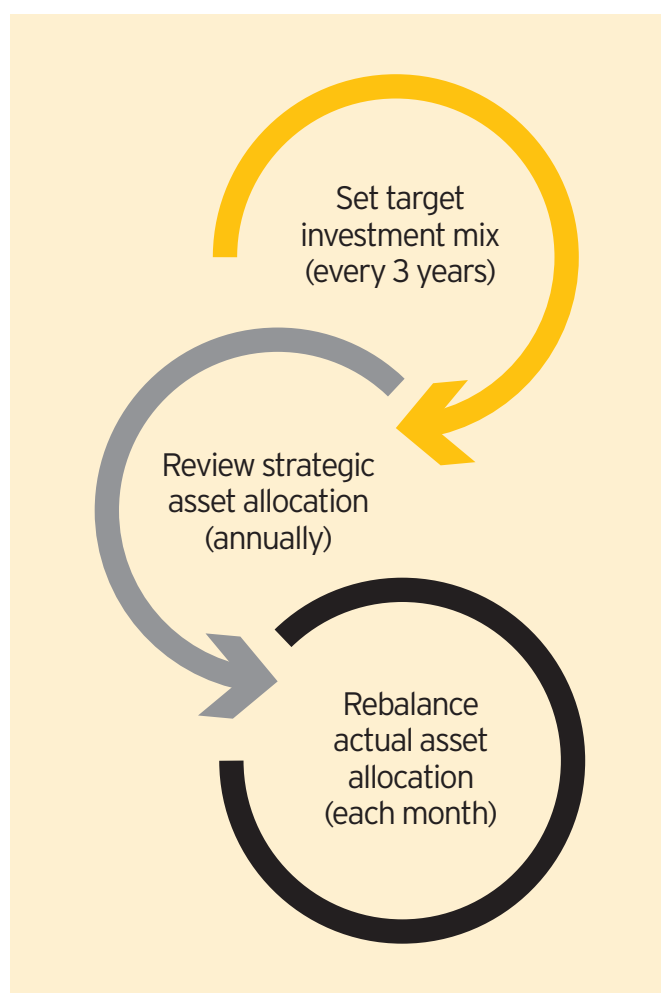 Set target
investment mix
(every 3 years)
Review strategic
asset allocation
(annually)
Rebalance
actual asset
allocation
(each month)